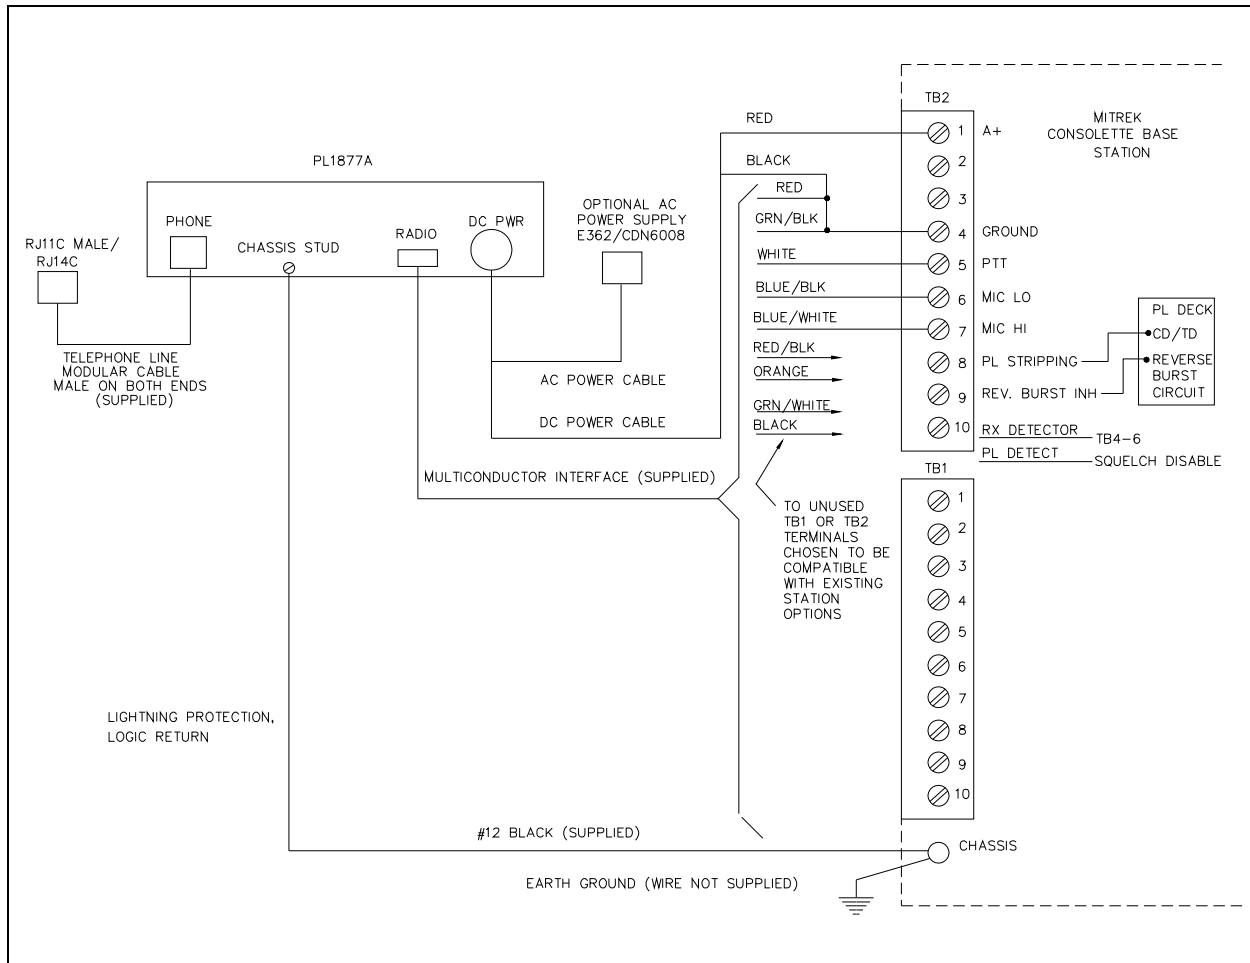 PL1877A
PHONE
CHASSIS STUD
RADIO
DC PWR
RJ11C MALE/
RJ14C
TELEPHONE LINE
MODULAR CABLE
MALE ON BOTH ENDS
(SUPPLIED)
OPTIONAL AC
POWER SUPPLY
E362/CDN6008
AC POWER CABLE
DC POWER CABLE
MULTICONDUCTOR INTERFACE (SUPPLIED)
RED
BLACK
RED
GRN/BLK
WHITE
BLUE/BLK
BLUE/WHITE
RED/BLK
ORANGE
GRN/WHITE
BLACK
TO UNUSED
TB1 OR TB2
TERMINALS
CHOSEN TO BE
COMPATIBLE
WITH EXISTING
STATION
OPTIONS
MITREK
CONSOLETTE BASE
STATION
TB2
1 A+
2
3
4 GROUND
5 PTT
6 MIC LO
7 MIC HI
8 PL STRIPPING
9 REV. BURST INH
10
RX DETECTOR TB4-6
PL DETECT SQUELCH DISABLE
PL DECK
CD/TD
REVERSE
BURST
CIRCUIT
TB1
1
2
3
4
5
6
7
8
9
10
CHASSIS
LIGHTNING PROTECTION,
LOGIC RETURN
#12 BLACK (SUPPLIED)
EARTH GROUND (WIRE NOT SUPPLIED)